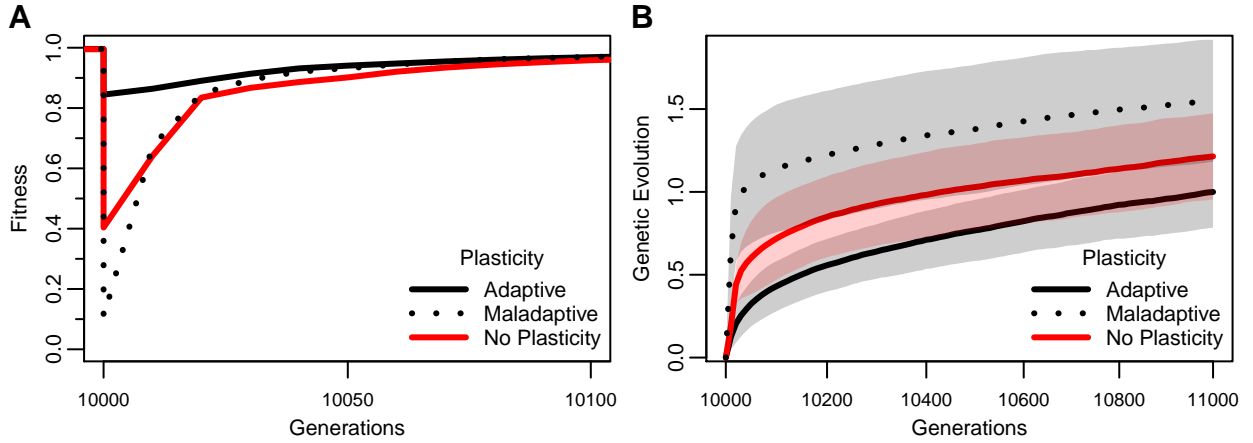 A
Fitness
1.0
0.8
0.6
0.4
0.2
0.0
Plasticity
Adaptive
Maladaptive
No Plasticity
10000
10050
10100
Generations
B
Genetic Evolution
1.5
1.0
0.5
0.0
Plasticity
Adaptive
Maladaptive
No Plasticity
10000
10200
10400
10600
10800
11000
Generations